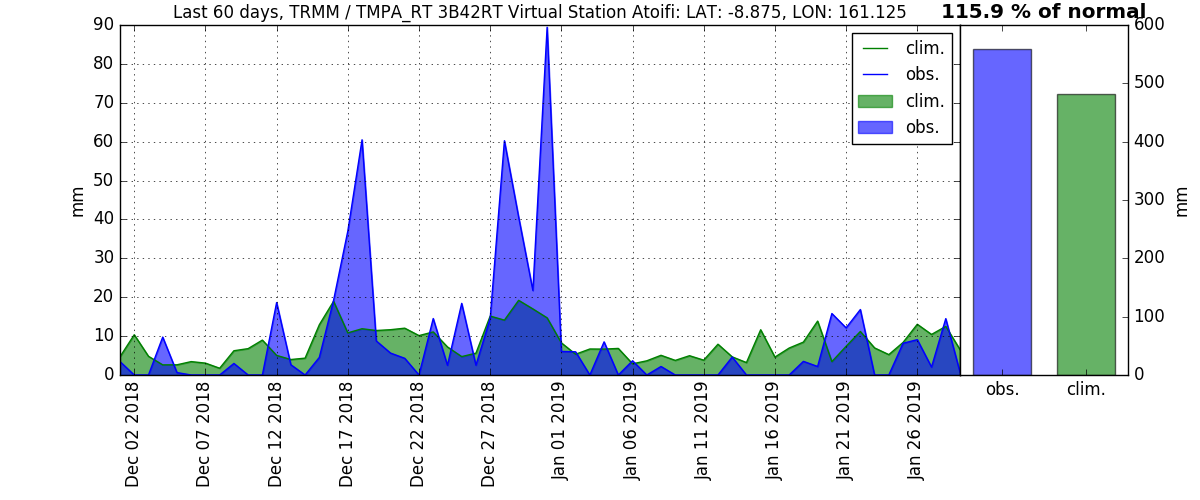 Last 60 days, TRMM / TMPA_RT 3B42RT Virtual Station Atoifi: LAT: -8.875, LON: 161.125
115.9 % of normal
90
80
70
60
50
40
30
20
10
0
mm
clim.
obs.
clim.
obs.
600
500
400
300
200
100
0
mm
Dec 02 2018
Dec 07 2018
Dec 12 2018
Dec 17 2018
Dec 22 2018
Dec 27 2018
Jan 01 2019
Jan 06 2019
Jan 11 2019
Jan 16 2019
Jan 21 2019
Jan 26 2019
obs.
clim.